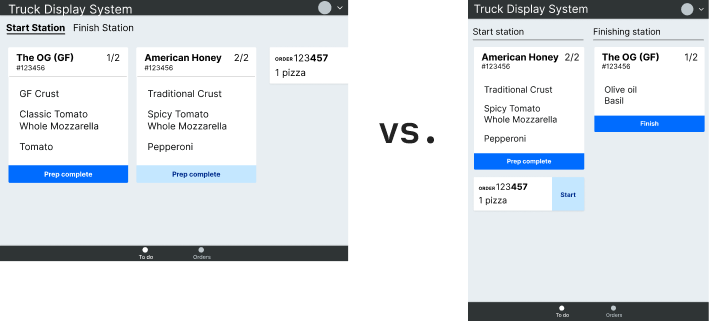 Truck Display System
Start Station Finish Station
The OG (GF) 1/2
#123456
GF Crust
Classic Tomato
Whole Mozzarella
Tomato
Prep complete
American Honey 2/2
#123456
Traditional Crust
Spicy Tomato
Whole Mozzarella
Pepperoni
Prep complete
ORDER 123457
1 pizza
To do
Orders
vs.
Truck Display System
Start station
American Honey 2/2
#123456
Traditional Crust
Spicy Tomato
Whole Mozzarella
Pepperoni
Prep complete
ORDER 123457
1 pizza
Start
Finishing station
The OG (GF) 1/2
#123456
Olive oil
Basil
Finish
To do
Orders